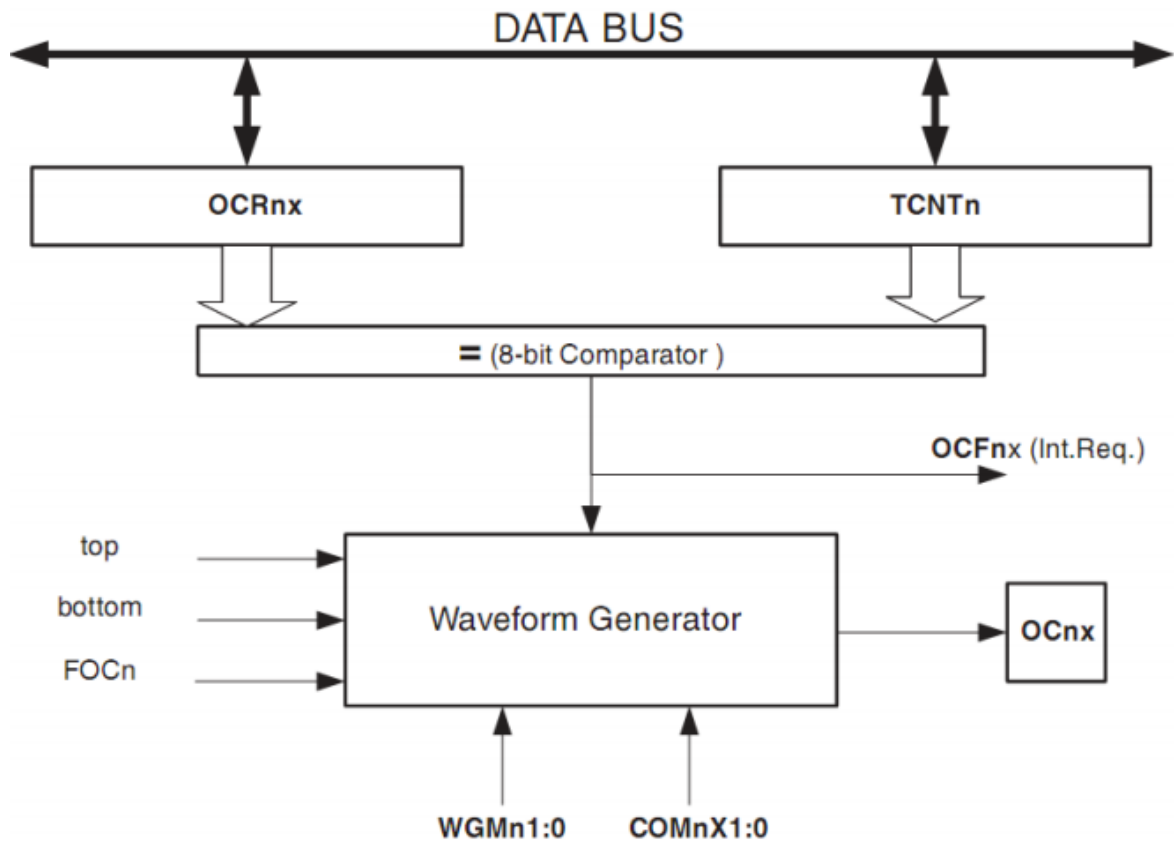 DATA BUS
OCRnx
TCNTn
= (8-bit Comparator )
OCFnx (Int.Req.)
top
bottom
FOCn
Waveform Generator
OCnx
WGMn1:0
COMnX1:0